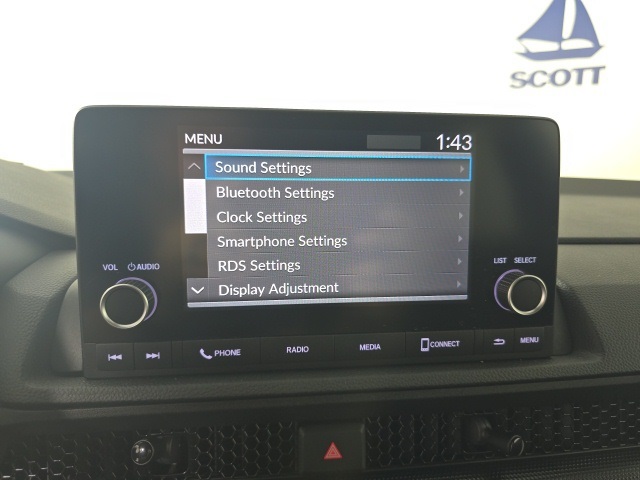 SCOTT
MENU 1:43
Sound Settings
Bluetooth Settings
Clock Settings
Smartphone Settings
RDS Settings
Display Adjustment
VOL AUDIO
LIST SELECT
PHONE RADIO MEDIA CONNECT MENU